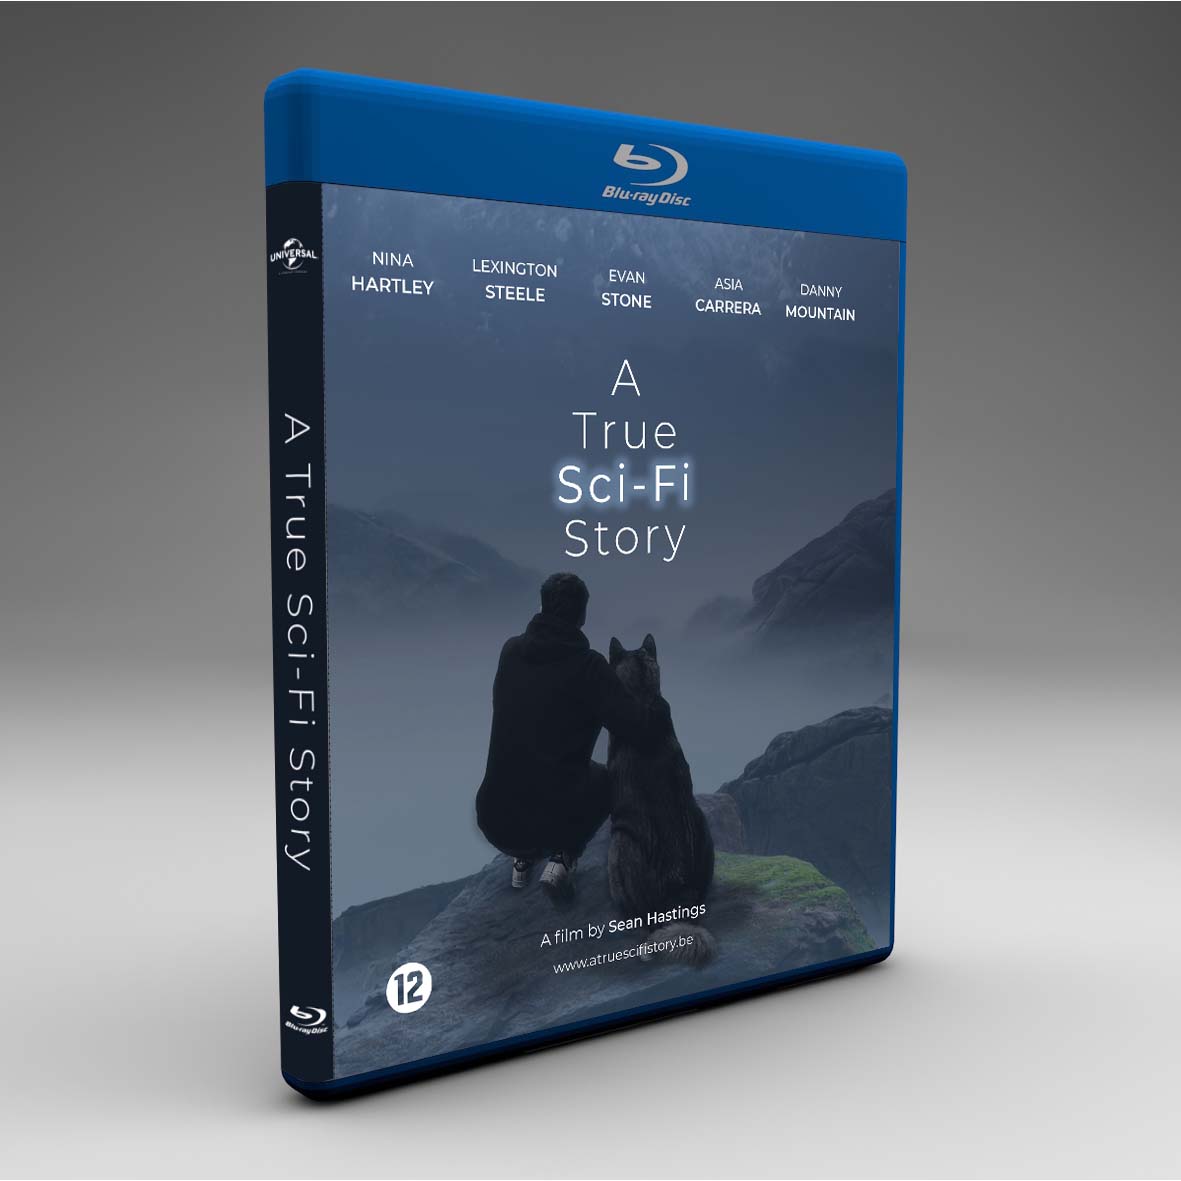 Blu-ray Disc
UNIVERSAL
A True Sci-Fi Story
Blu-ray Disc
NINA
HARTLEY
LEXINGTON
STEELE
EVAN
STONE
ASIA
CARRERA
DANNY
MOUNTAIN
A
True
Sci-Fi
Story
A film by Sean Hastings
www.atruescifistory.be
12